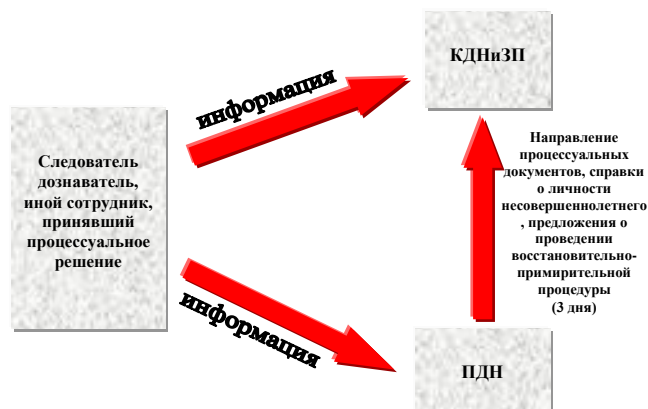 КДНиЗП
информация
Следователь
дознаватель,
иной сотрудник,
принявший
процессуальное
решение
Направление
процессуальных
документов, справки
о личности
несовершеннолетнего
, предложения о
проведении
восстановительно-
примирительной
процедуры
(3 дня)
информация
ПДН